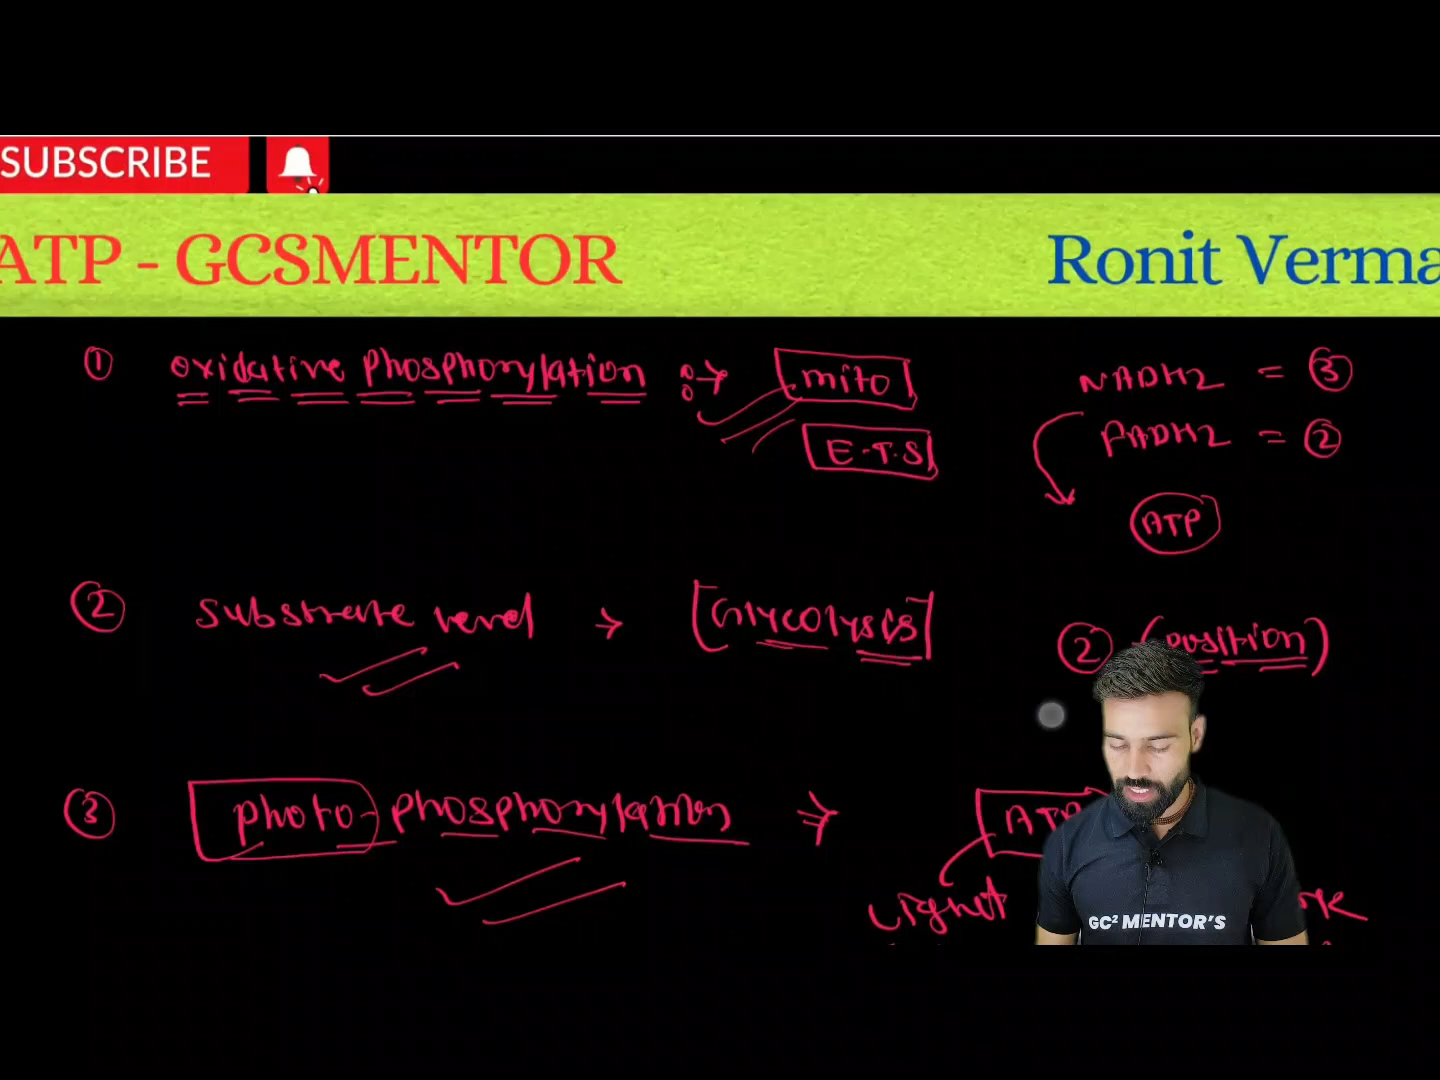 SUBSCRIBE
ATP - GCSMENTOR Ronit Verma
① oxidative phosphorylation :→ mito NADH2 = ③
E.T.S FADH2 = ②
ATP
② substrate level → [Glycolysis] ② (position)
③ photo-phosphorylation ⇒ ATP
Light
GC² MENTOR'S